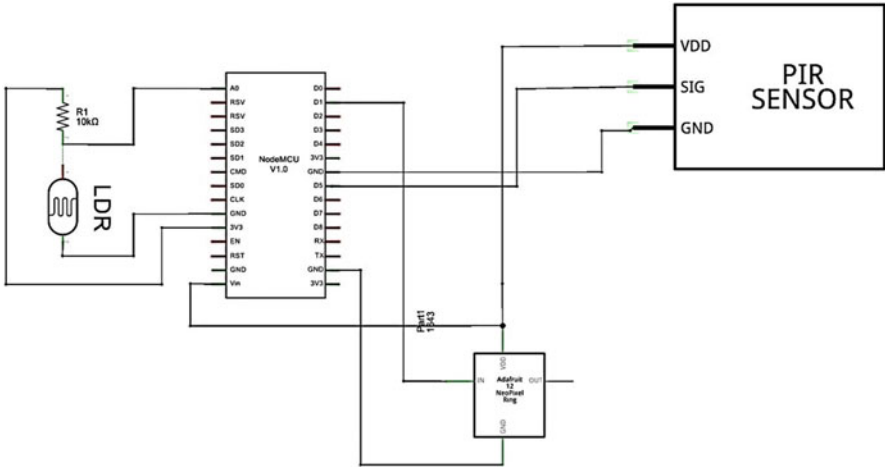 VDD
SIG
GND
PIR
SENSOR
R1
10kΩ
LDR
NodeMCU
V1.0
A0
RSV
RSV
SD3
SD2
SD1
CMD
SD0
CLK
GND
3V3
EN
RST
GND
Vin
D0
D1
D2
D3
D4
3V3
GND
D5
D6
D7
D8
RX
TX
GND
3V3
Part1
1643
VDD
IN
Adafruit
12
NeoPixel
Ring
OUT
GND